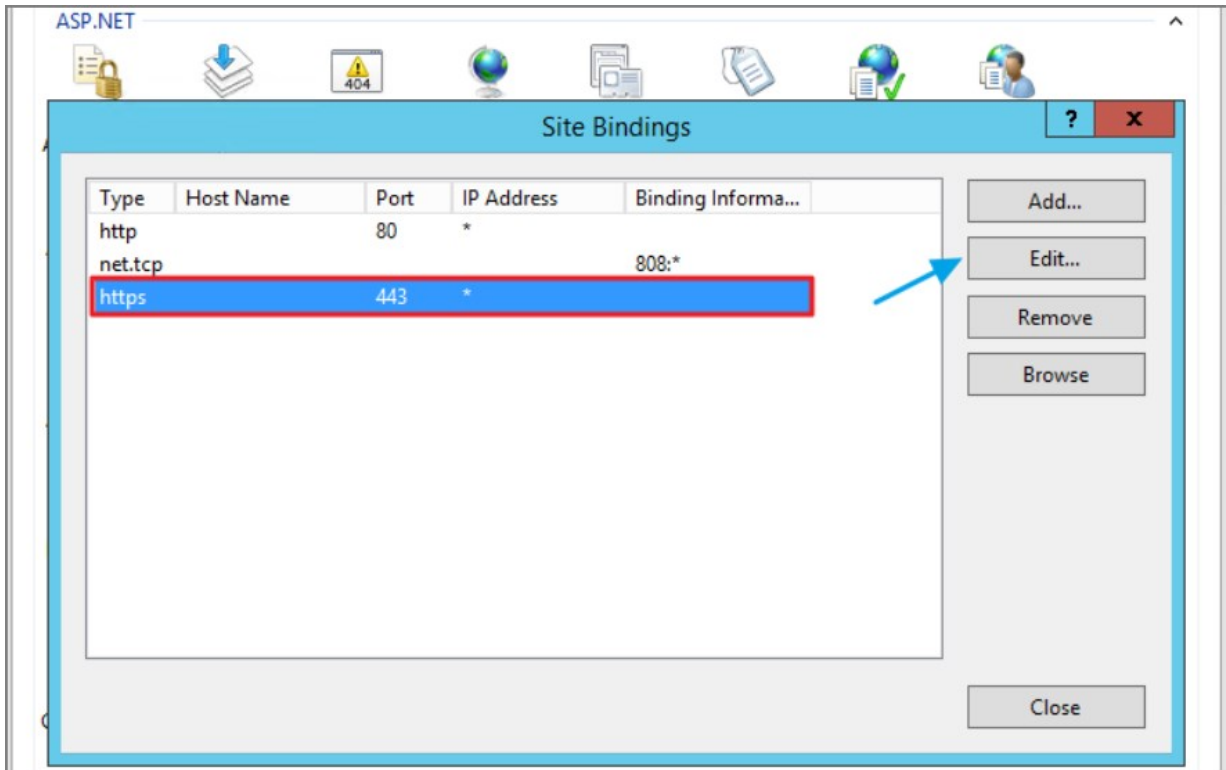 ASP.NET
404
Site Bindings
?
x
Type Host Name Port IP Address Binding Informa...
http 80 *
net.tcp 808:*
https 443 *
Add...
Edit...
Remove
Browse
Close